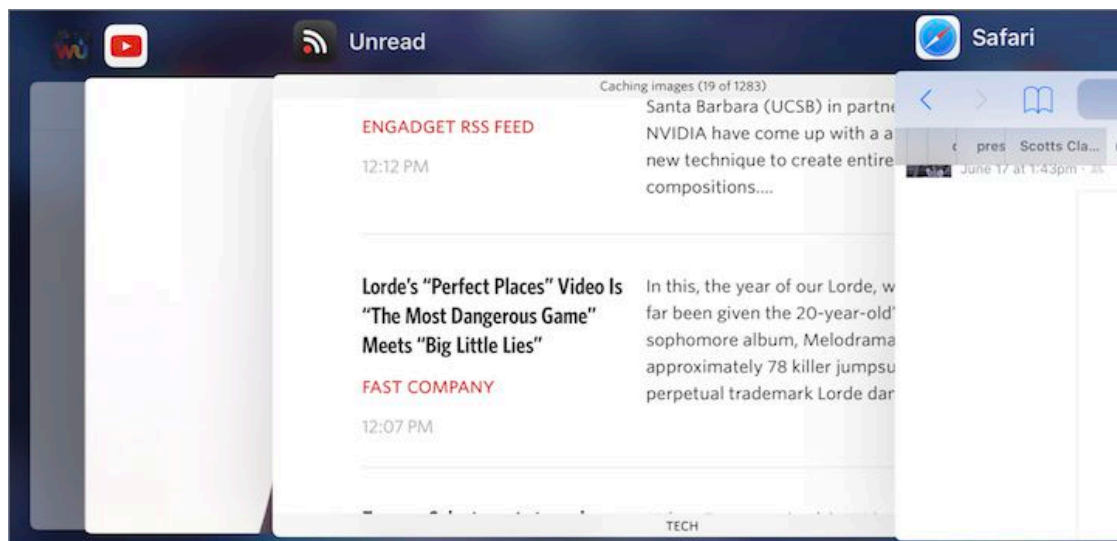 wu
Unread
Safari
Caching images (19 of 1283)
ENGADGET RSS FEED
12:12 PM
Santa Barbara (UCSB) in partne
NVIDIA have come up with a a
new technique to create entire
compositions....
pres
Scotts Cla...
June 17 at 1:43pm
Lorde's “Perfect Places” Video Is
“The Most Dangerous Game”
Meets “Big Little Lies”
FAST COMPANY
12:07 PM
In this, the year of our Lorde, w
far been given the 20-year-old'
sophomore album, Melodrama
approximately 78 killer jumpsu
perpetual trademark Lorde dan
TECH